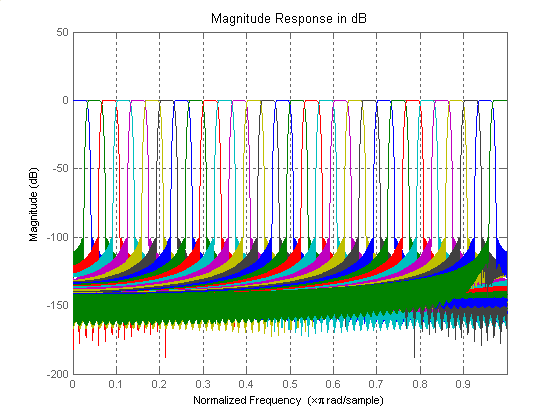 Magnitude Response in dB
50
0
-50
-100
-150
-200
Magnitude (dB)
0 0.1 0.2 0.3 0.4 0.5 0.6 0.7 0.8 0.9
Normalized Frequency (×π rad/sample)